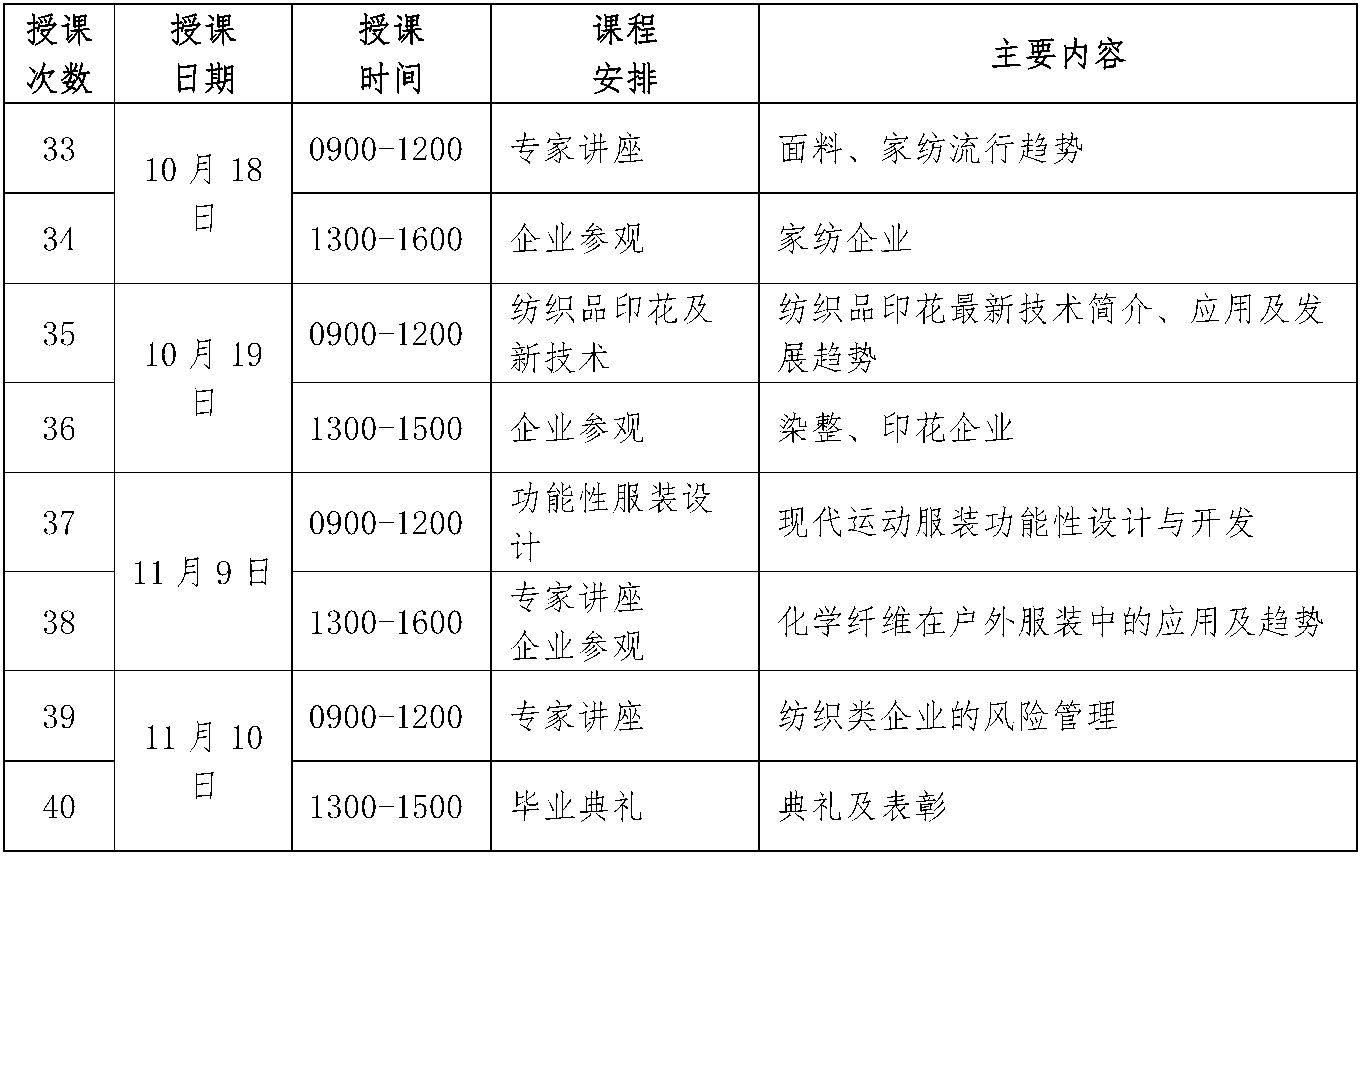 授课
次数
授课
日期
授课
时间
课程
安排
主要内容
33
10 月 18
日
0900-1200
专家讲座
面料、家纺流行趋势
34
1300-1600
企业参观
家纺企业
35
10 月 19
日
0900-1200
纺织品印花及
新技术
纺织品印花最新技术简介、应用及发
展趋势
36
1300-1500
企业参观
染整、印花企业
37
11 月 9 日
0900-1200
功能性服装设
计
现代运动服装功能性设计与开发
38
1300-1600
专家讲座
企业参观
化学纤维在户外服装中的应用及趋势
39
11 月 10
日
0900-1200
专家讲座
纺织类企业的风险管理
40
1300-1500
毕业典礼
典礼及表彰